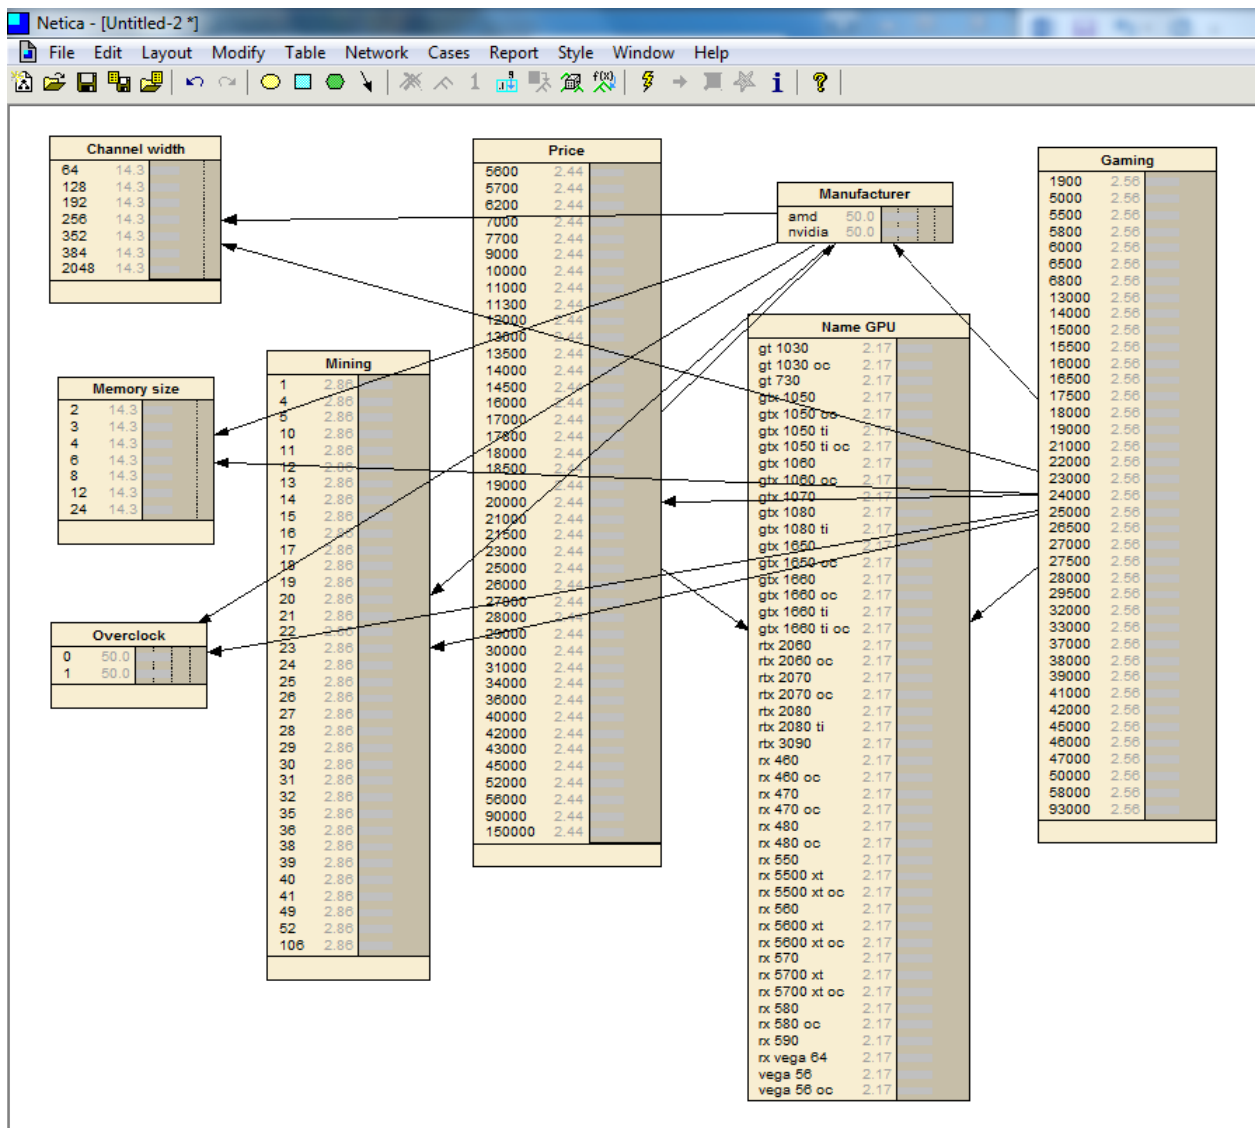 Netica - [Untitled-2 *]
File Edit Layout Modify Table Network Cases Report Style Window Help
1 f(x) i ?
Channel width
64 14.3
128 14.3
192 14.3
256 14.3
352 14.3
384 14.3
2048 14.3
Memory size
2 14.3
3 14.3
4 14.3
6 14.3
8 14.3
12 14.3
24 14.3
Overclock
0 50.0
1 50.0
Mining
1 2.86
4 2.86
5 2.86
10 2.86
11 2.86
12 2.86
13 2.86
14 2.86
15 2.86
16 2.86
17 2.86
18 2.86
19 2.86
20 2.86
21 2.86
22 2.86
23 2.86
24 2.86
25 2.86
26 2.86
27 2.86
28 2.86
29 2.86
30 2.86
31 2.86
32 2.86
35 2.86
36 2.86
38 2.86
39 2.86
40 2.86
41 2.86
49 2.86
52 2.86
106 2.86
Price
5600 2.44
5700 2.44
6200 2.44
7000 2.44
7700 2.44
9000 2.44
10000 2.44
11000 2.44
11300 2.44
12000 2.44
13000 2.44
13500 2.44
14000 2.44
14500 2.44
16000 2.44
17000 2.44
17800 2.44
18000 2.44
18500 2.44
19000 2.44
20000 2.44
21000 2.44
21500 2.44
23000 2.44
25000 2.44
26000 2.44
27000 2.44
28000 2.44
29000 2.44
30000 2.44
31000 2.44
34000 2.44
36000 2.44
40000 2.44
42000 2.44
43000 2.44
45000 2.44
52000 2.44
56000 2.44
90000 2.44
150000 2.44
Manufacturer
amd 50.0
nvidia 50.0
Name GPU
gt 1030 2.17
gt 1030 oc 2.17
gt 730 2.17
gtx 1050 2.17
gtx 1050 oc 2.17
gtx 1050 ti 2.17
gtx 1050 ti oc 2.17
gtx 1060 2.17
gtx 1060 oc 2.17
gtx 1070 2.17
gtx 1080 2.17
gtx 1080 ti 2.17
gtx 1650 2.17
gtx 1650 oc 2.17
gtx 1660 2.17
gtx 1660 oc 2.17
gtx 1660 ti 2.17
gtx 1660 ti oc 2.17
rtx 2060 2.17
rtx 2060 oc 2.17
rtx 2070 2.17
rtx 2070 oc 2.17
rtx 2080 2.17
rtx 2080 ti 2.17
rtx 3090 2.17
rx 460 2.17
rx 460 oc 2.17
rx 470 2.17
rx 470 oc 2.17
rx 480 2.17
rx 480 oc 2.17
rx 550 2.17
rx 5500 xt 2.17
rx 5500 xt oc 2.17
rx 560 2.17
rx 5600 xt 2.17
rx 5600 xt oc 2.17
rx 570 2.17
rx 5700 xt 2.17
rx 5700 xt oc 2.17
rx 580 2.17
rx 580 oc 2.17
rx 590 2.17
rx vega 64 2.17
vega 56 2.17
vega 56 oc 2.17
Gaming
1900 2.56
5000 2.56
5500 2.56
5800 2.56
6000 2.56
6500 2.56
6800 2.56
13000 2.56
14000 2.56
15000 2.56
15500 2.56
16000 2.56
16500 2.56
17500 2.56
18000 2.56
19000 2.56
21000 2.56
22000 2.56
23000 2.56
24000 2.56
25000 2.56
26500 2.56
27000 2.56
27500 2.56
28000 2.56
29500 2.56
32000 2.56
33000 2.56
37000 2.56
38000 2.56
39000 2.56
41000 2.56
42000 2.56
45000 2.56
46000 2.56
47000 2.56
50000 2.56
58000 2.56
93000 2.56